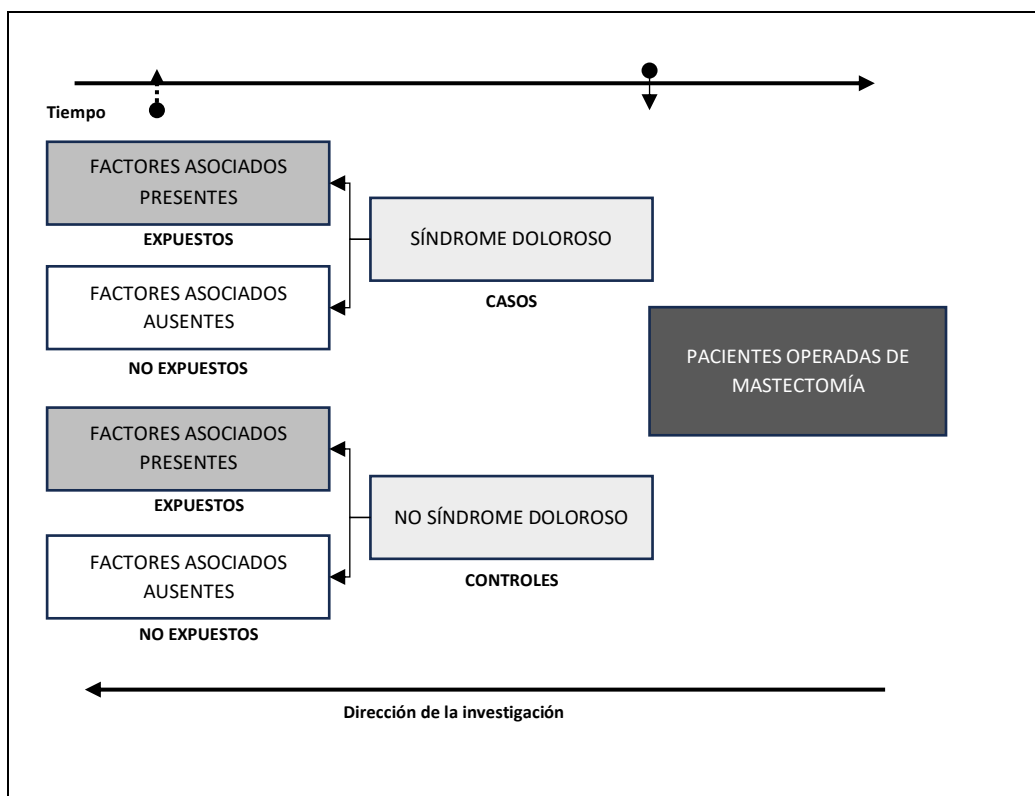 Tiempo
FACTORES ASOCIADOS
PRESENTES
EXPUESTOS
FACTORES ASOCIADOS
AUSENTES
NO EXPUESTOS
SÍNDROME DOLOROSO
CASOS
PACIENTES OPERADAS DE
MASTECTOMÍA
FACTORES ASOCIADOS
PRESENTES
EXPUESTOS
FACTORES ASOCIADOS
AUSENTES
NO EXPUESTOS
NO SÍNDROME DOLOROSO
CONTROLES
Dirección de la investigación